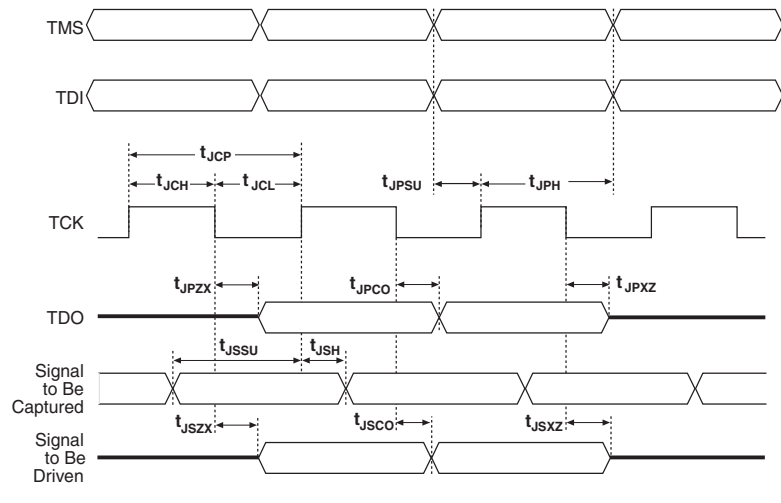 TMS
TDI
tJCP
tJCH
tJCL
tJPSU
tJPH
TCK
tJPZX
tJPCO
tJPXZ
TDO
tJSSU
tJSH
Signal
to Be
Captured
tJSZX
tJSCO
tJSXZ
Signal
to Be
Driven